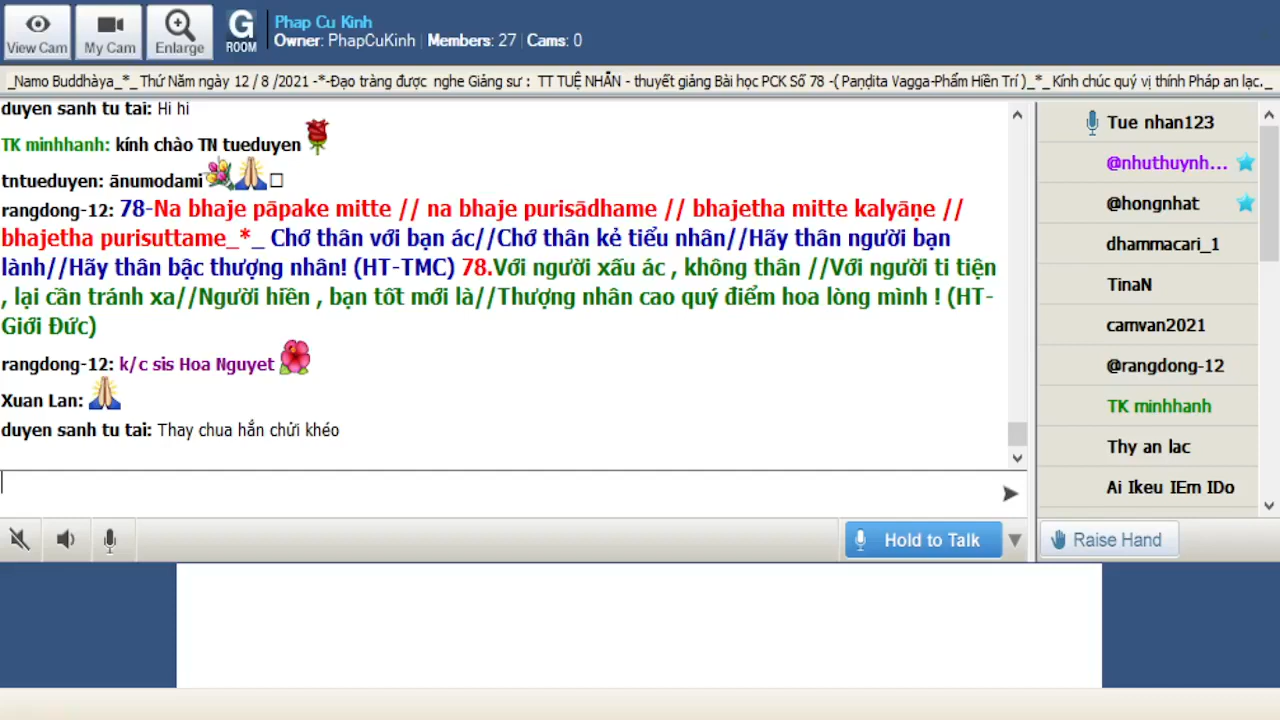 View Cam
My Cam
Enlarge
G
ROOM
Phap Cu Kinh
Owner: PhapCuKinh | Members: 27 | Cams: 0
_Namo Buddhàya_*_Thứ Năm ngày 12 / 8 /2021 -*-Đạo tràng được nghe Giảng sư : TT TUỆ NHẪN - thuyết giảng Bài học PCK Số 78 -( Paṇḍita Vagga-Phẩm Hiền Trí )_*_Kính chúc quý vị thính Pháp an lạc._
duyen sanh tu tai: Hi hi
TK minhhanh: kính chào TN tueduyen
tntueduyen: ānumodami
rangdong-12: 78-Na bhaje pāpake mitte // na bhaje purisādhame // bhajetha mitte kalyāṇe //
bhajetha purisuttame_*_ Chớ thân với bạn ác//Chớ thân kẻ tiểu nhân//Hãy thân người bạn
lành//Hãy thân bậc thượng nhân! (HT-TMC) 78.Với người xấu ác , không thân //Với người ti tiện
, lại cần tránh xa//Người hiền , bạn tốt mới là//Thượng nhân cao quý điểm hoa lòng mình ! (HT-
Giới Đức)
rangdong-12: k/c sis Hoa Nguyet
Xuan Lan:
duyen sanh tu tai: Thay chua hẳn chửi khéo
Hold to Talk
Tue nhan123
@nhuthuynh...
@hongnhat
dhammacari_1
TinaN
camvan2021
@rangdong-12
TK minhhanh
Thy an lac
Ai Ikeu IEm IDo
Raise Hand